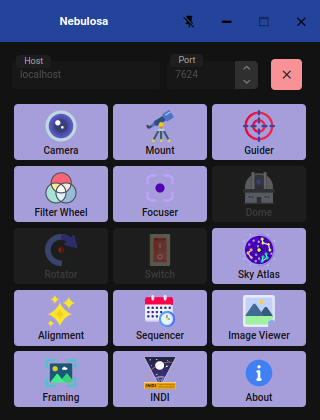 Nebulosa
Host
Port
localhost
7624
Camera
Mount
Guider
Filter Wheel
Focuser
Dome
Rotator
Switch
Sky Atlas
Alignment
Sequencer
Image Viewer
INDI
Framing
INDI
About